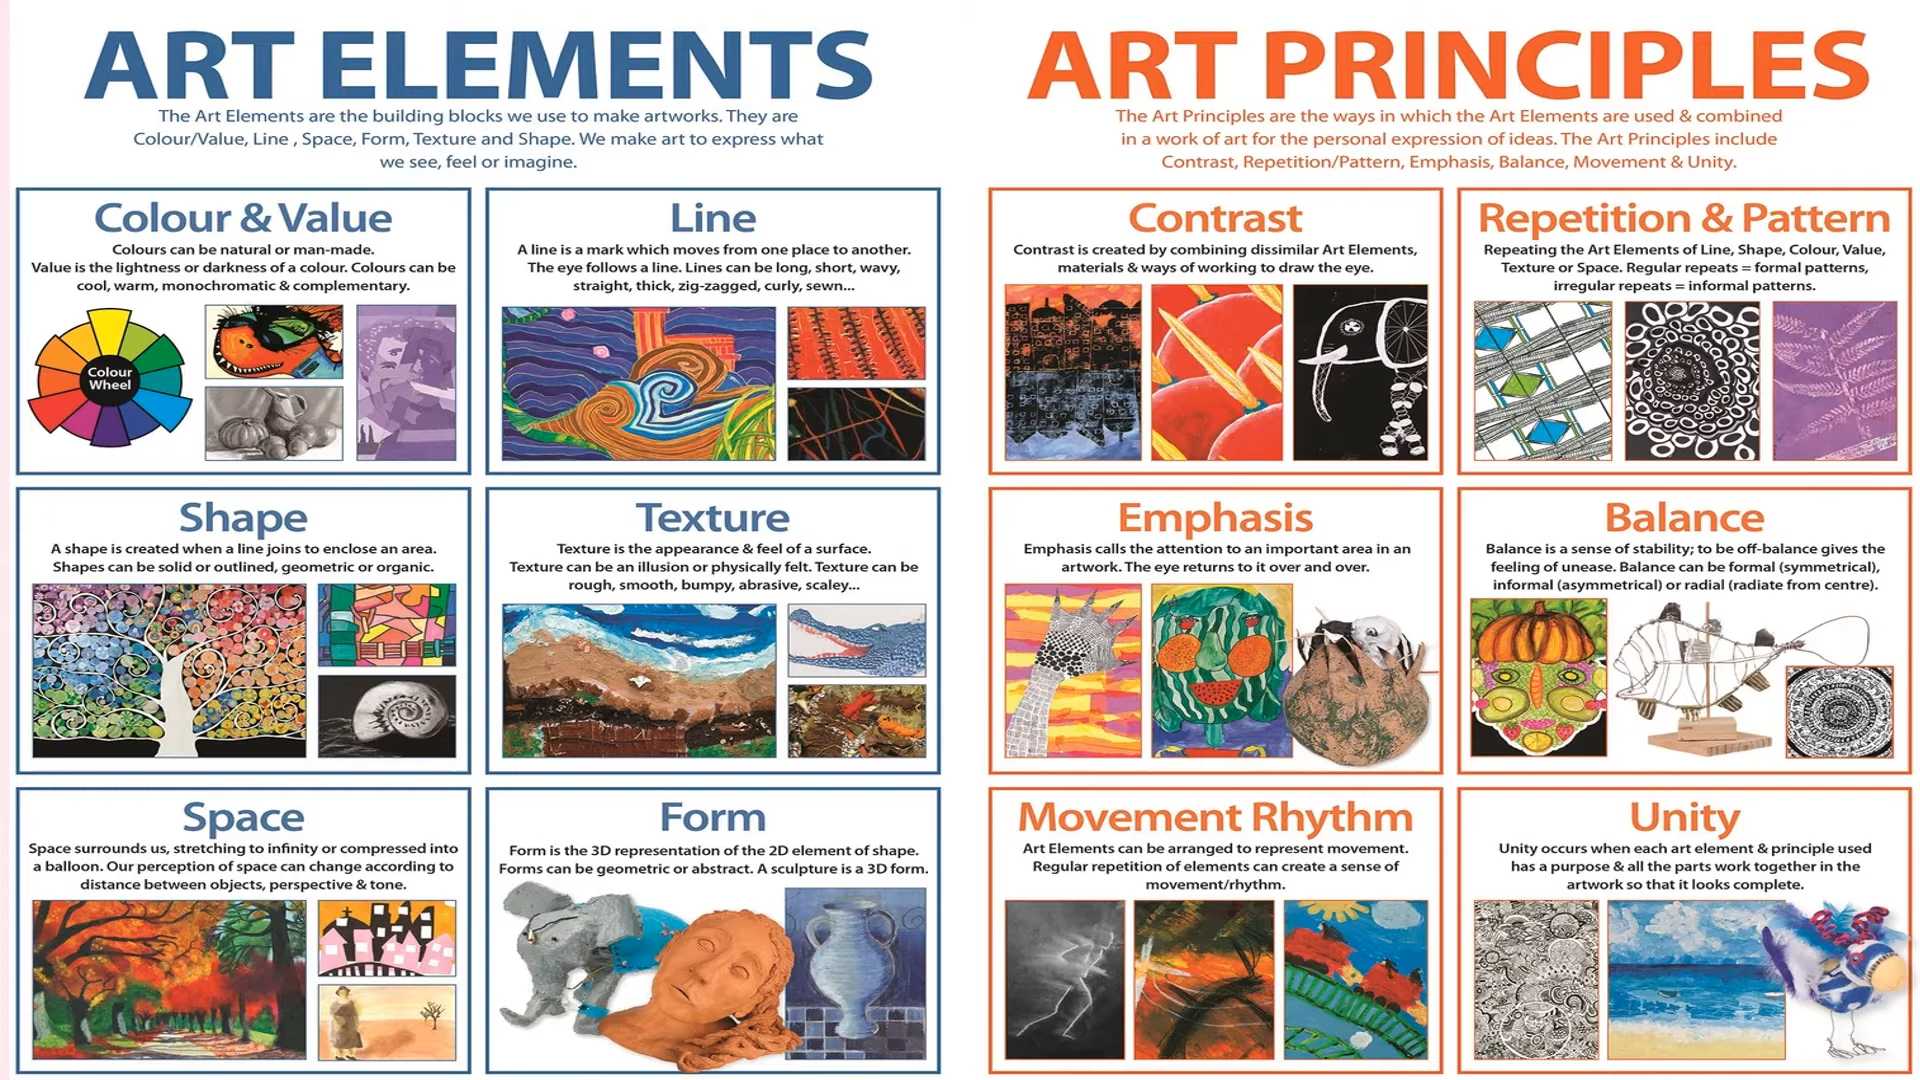 ART ELEMENTS
The Art Elements are the building blocks we use to make artworks. They are
Colour/Value, Line , Space, Form, Texture and Shape. We make art to express what
we see, feel or imagine.
Colour & Value
Colours can be natural or man-made.
Value is the lightness or darkness of a colour. Colours can be
cool, warm, monochromatic & complementary.
Colour
Wheel
Line
A line is a mark which moves from one place to another.
The eye follows a line. Lines can be long, short, wavy,
straight, thick, zig-zagged, curly, sewn...
Shape
A shape is created when a line joins to enclose an area.
Shapes can be solid or outlined, geometric or organic.
Texture
Texture is the appearance & feel of a surface.
Texture can be an illusion or physically felt. Texture can be
rough, smooth, bumpy, abrasive, scaley...
Space
Space surrounds us, stretching to infinity or compressed into
a balloon. Our perception of space can change according to
distance between objects, perspective & tone.
Form
Form is the 3D representation of the 2D element of shape.
Forms can be geometric or abstract. A sculpture is a 3D form.
ART PRINCIPLES
The Art Principles are the ways in which the Art Elements are used & combined
in a work of art for the personal expression of ideas. The Art Principles include
Contrast, Repetition/Pattern, Emphasis, Balance, Movement & Unity.
Contrast
Contrast is created by combining dissimilar Art Elements,
materials & ways of working to draw the eye.
Repetition & Pattern
Repeating the Art Elements of Line, Shape, Colour, Value,
Texture or Space. Regular repeats = formal patterns,
irregular repeats = informal patterns.
Emphasis
Emphasis calls the attention to an important area in an
artwork. The eye returns to it over and over.
Balance
Balance is a sense of stability; to be off-balance gives the
feeling of unease. Balance can be formal (symmetrical),
informal (asymmetrical) or radial (radiate from centre).
Movement Rhythm
Art Elements can be arranged to represent movement.
Regular repetition of elements can create a sense of
movement/rhythm.
Unity
Unity occurs when each art element & principle used
has a purpose & all the parts work together in the
artwork so that it looks complete.